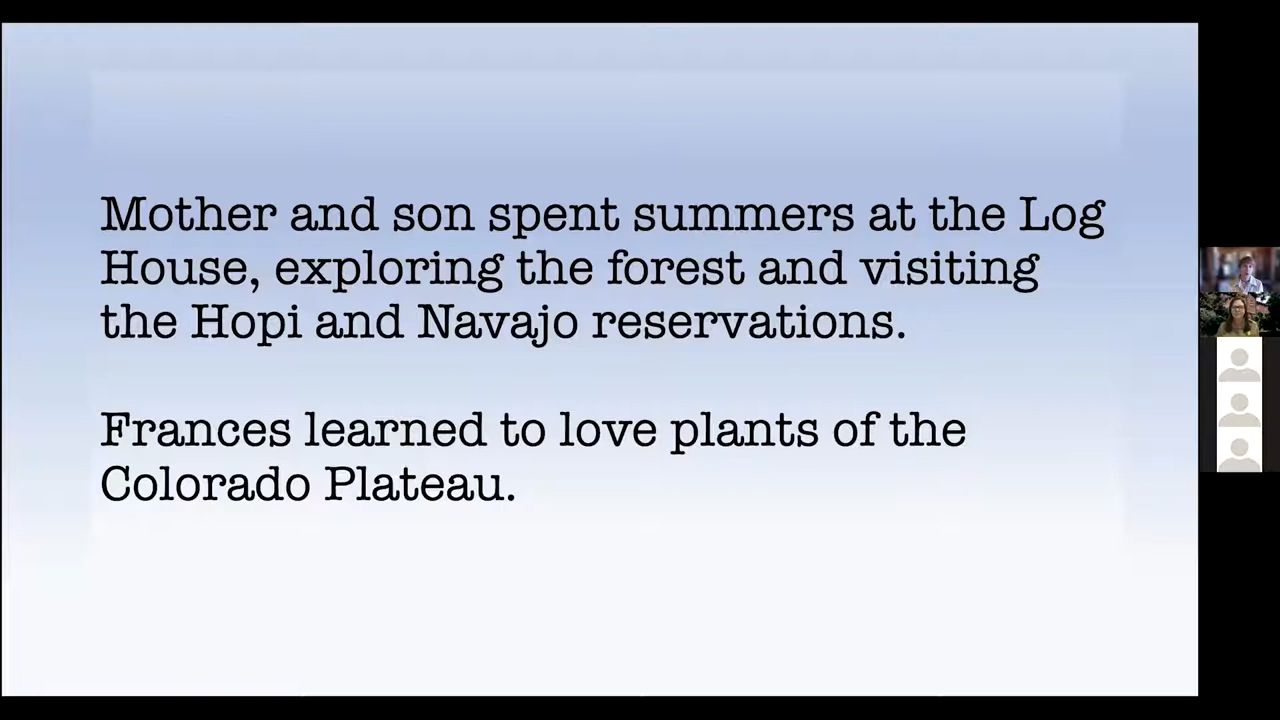 Mother and son spent summers at the Log
House, exploring the forest and visiting
the Hopi and Navajo reservations.
Frances learned to love plants of the
Colorado Plateau.